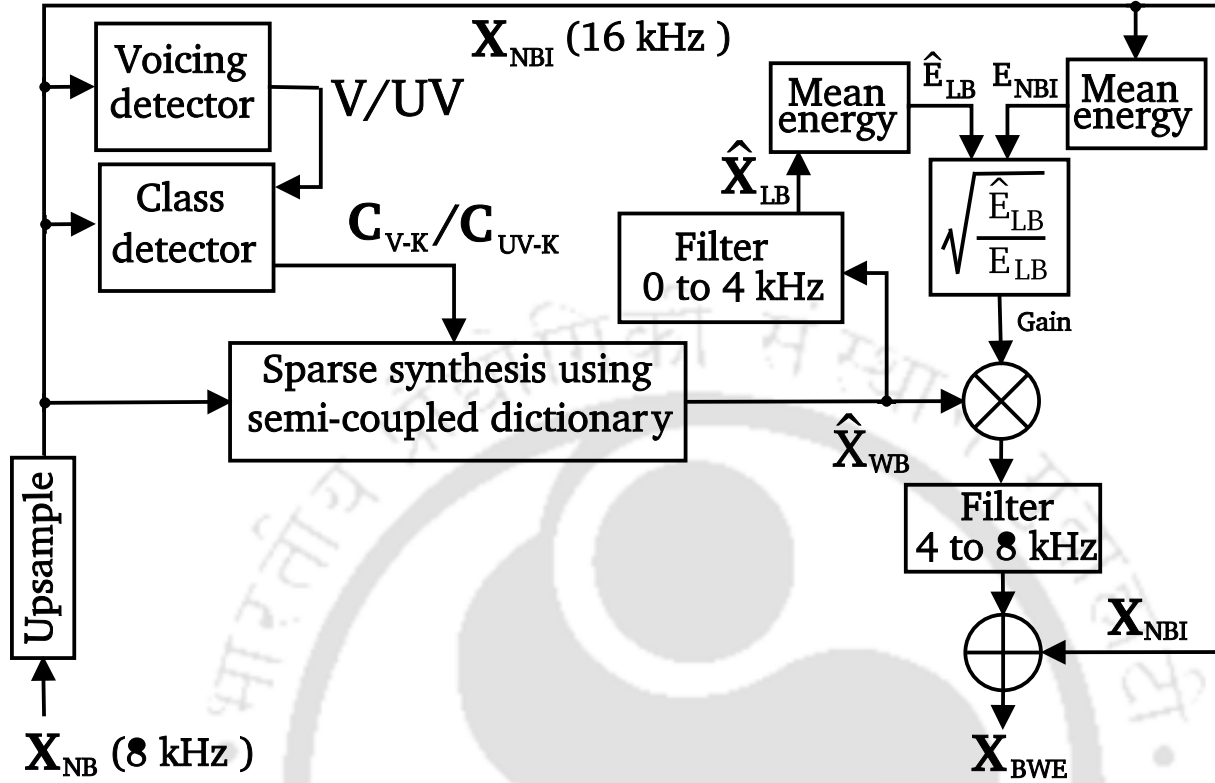 X_NBI (16 kHz )
Voicing
detector
V/UV
Class
detector
C_V-K/C_UV-K
Mean
energy
Ê_LB
E_NBI
Mean
energy
X̂_LB
Filter
0 to 4 kHz
√Ê_LB/E_LB
Gain
Sparse synthesis using
semi-coupled dictionary
X̂_WB
Upsample
Filter
4 to 8 kHz
X_NBI
X_NB (8 kHz )
X_BWE